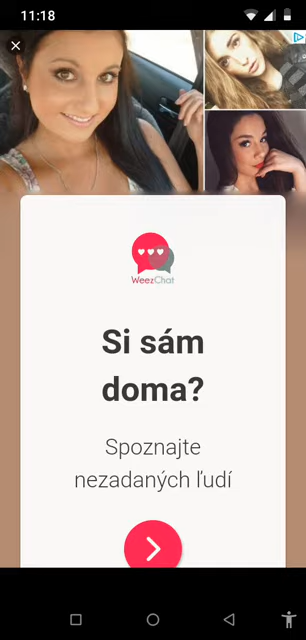 11:18
WeezChat
Si sám
doma?
Spoznajte
nezadaných ľudí